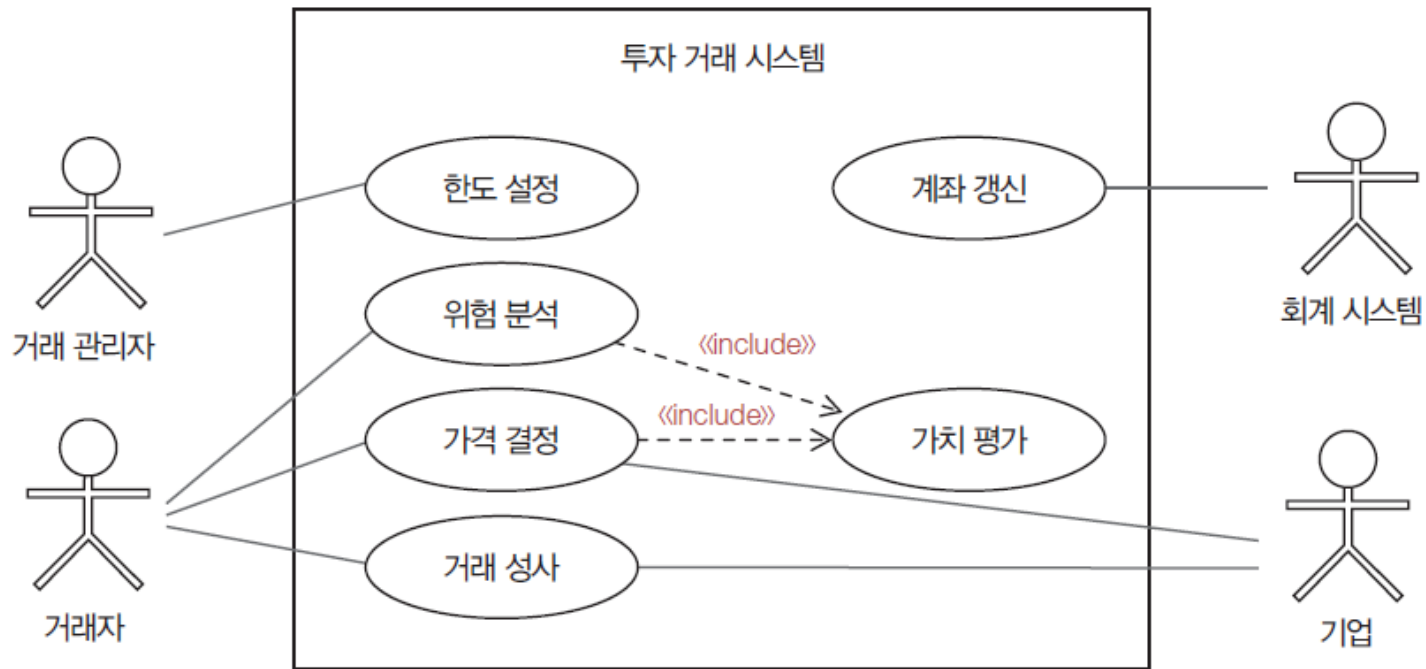 투자 거래 시스템
한도 설정
계좌 갱신
거래 관리자
회계 시스템
위험 분석
《include》
가격 결정
《include》
가치 평가
거래 성사
거래자
기업